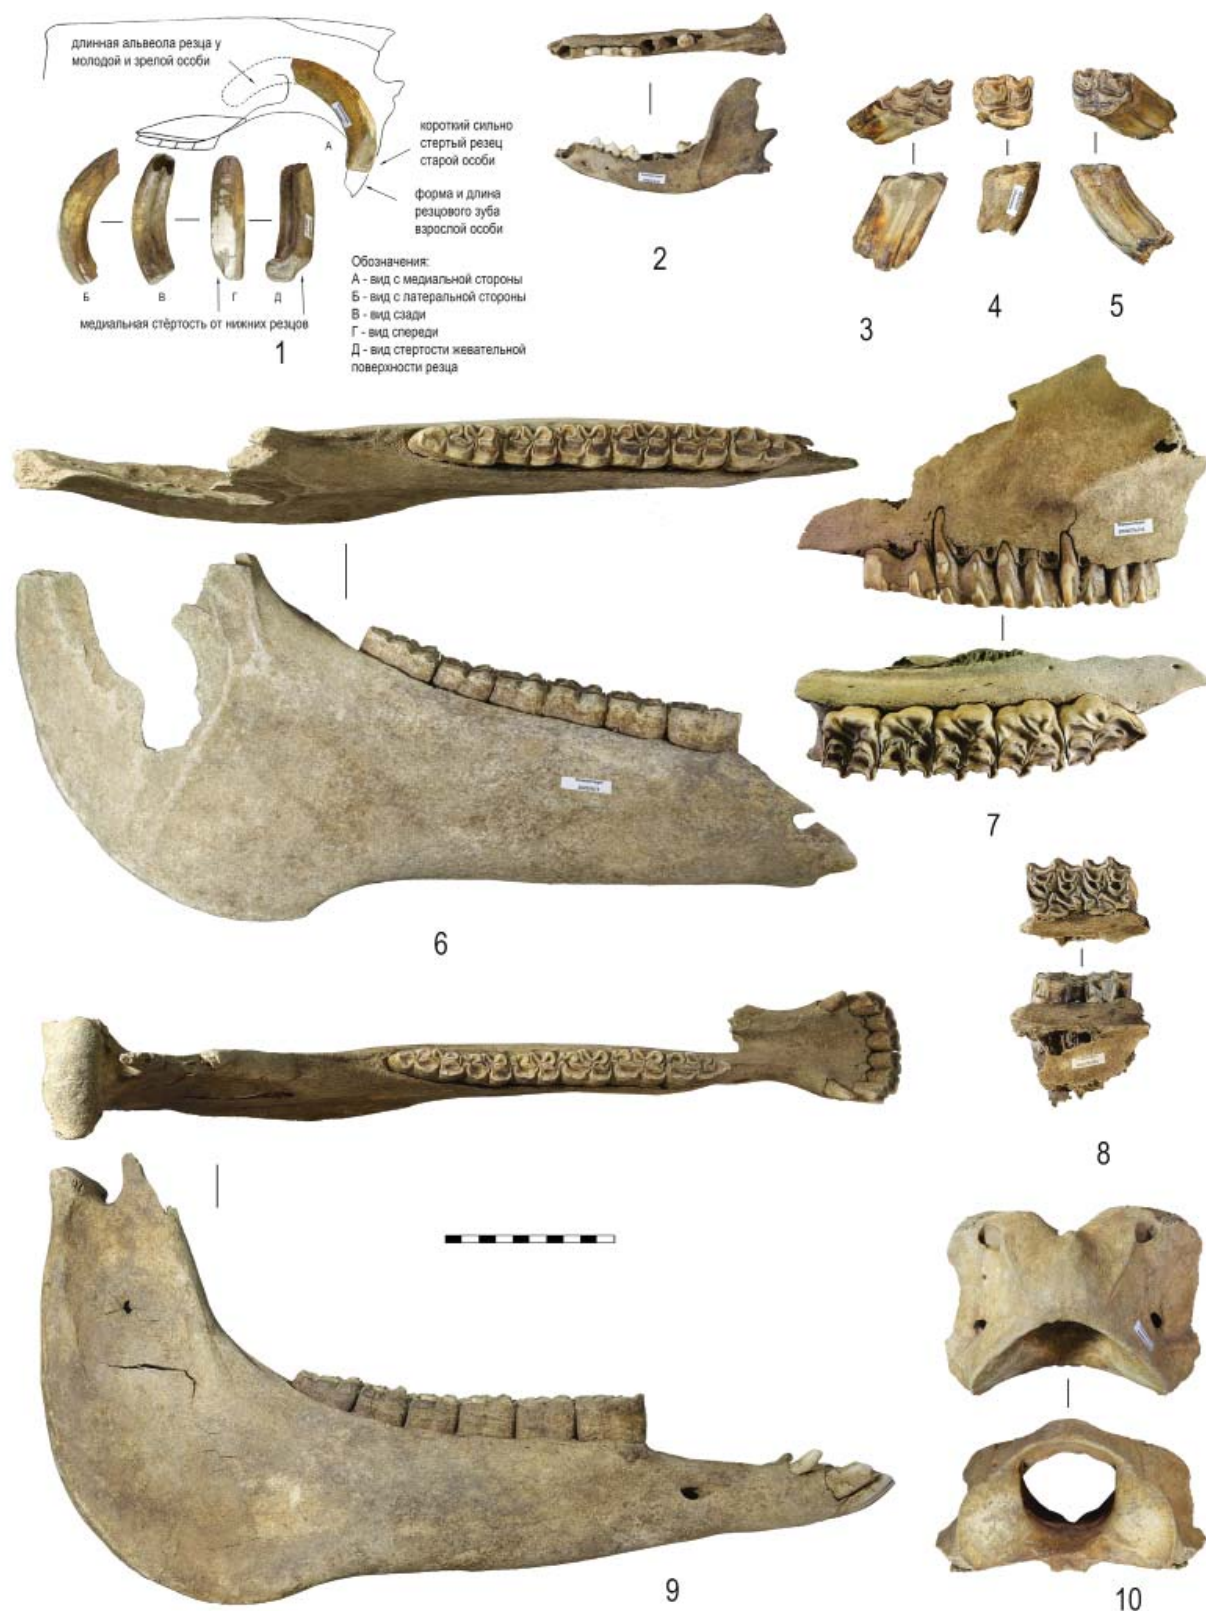 длинная альвеола резца у
молодой и зрелой особи
А
короткий сильно
стертый резец
старой особи
форма и длина
резцового зуба
взрослой особи
Б
В
Г
Д
медиальная стёртость от нижних резцов
1
Обозначения:
А - вид с медиальной стороны
Б - вид с латеральной стороны
В - вид сзади
Г - вид спереди
Д - вид стертости жевательной
поверхности резца
2
3
4
5
6
7
8
9
10